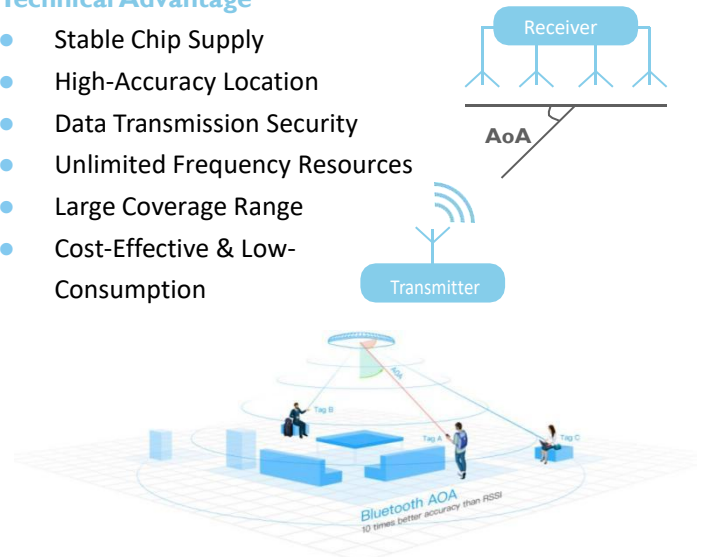 Technical Advantage
Stable Chip Supply
High-Accuracy Location
Data Transmission Security
Unlimited Frequency Resources
Large Coverage Range
Cost-Effective & Low-
Consumption
Receiver
AoA
Transmitter
AOA
Tag B
Tag A
Tag C
Bluetooth AOA
10 times better accuracy than RSSI